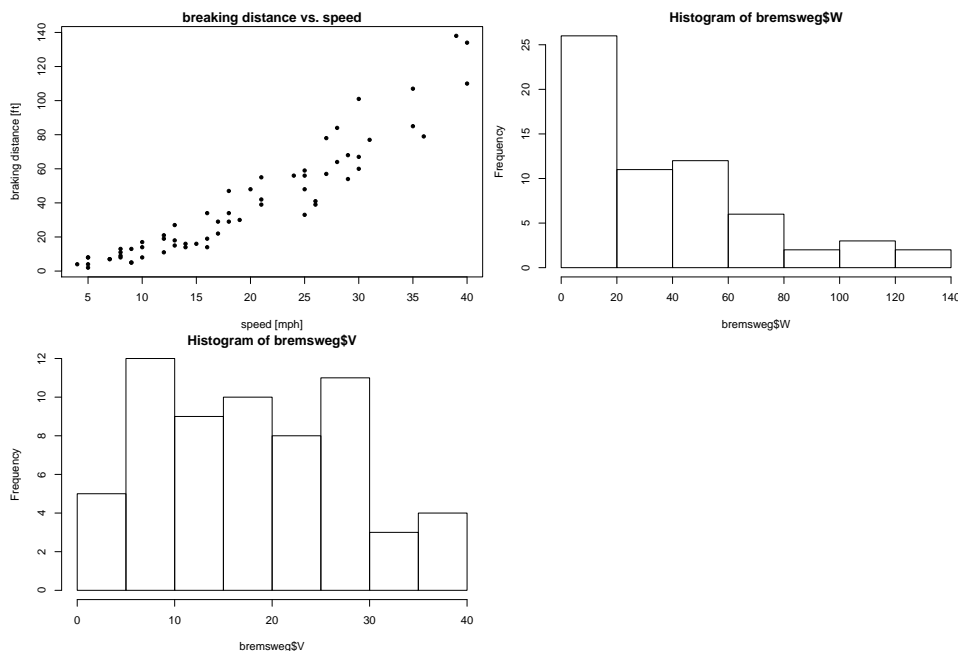 breaking distance vs. speed
braking distance [ft]
0 20 40 60 80 100 120 140
5 10 15 20 25 30 35 40
speed [mph]
Histogram of bremsweg$W
Frequency
0 5 10 15 20 25
0 20 40 60 80 100 120 140
bremsweg$W
Histogram of bremsweg$V
Frequency
0 2 4 6 8 10 12
0 10 20 30 40
bremsweg$V